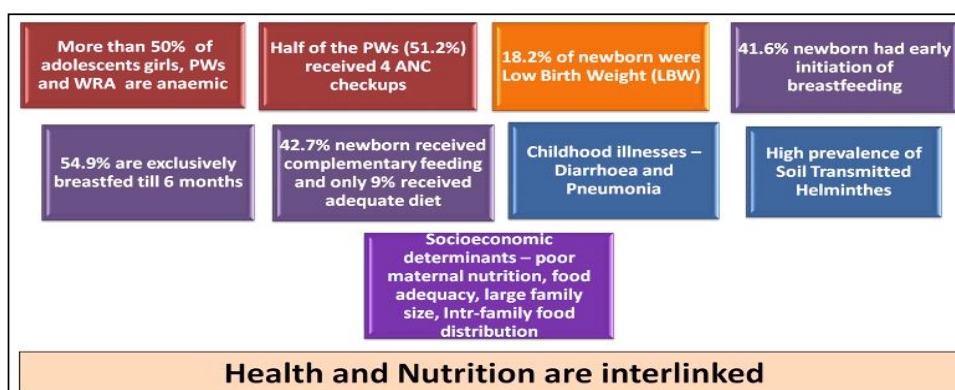 More than 50% of
adolescents girls, PWs
and WRA are anaemic
Half of the PWs (51.2%)
received 4 ANC
checkups
18.2% of newborn were
Low Birth Weight (LBW)
41.6% newborn had early
initiation of
breastfeeding
54.9% are exclusively
breastfed till 6 months
42.7% newborn received
complementary feeding
and only 9% received
adequate diet
Childhood illnesses –
Diarrhoea and
Pneumonia
High prevalence of
Soil Transmitted
Helminthes
Socioeconomic
determinants – poor
maternal nutrition, food
adequacy, large family
size, Intr-family food
distribution
Health and Nutrition are interlinked